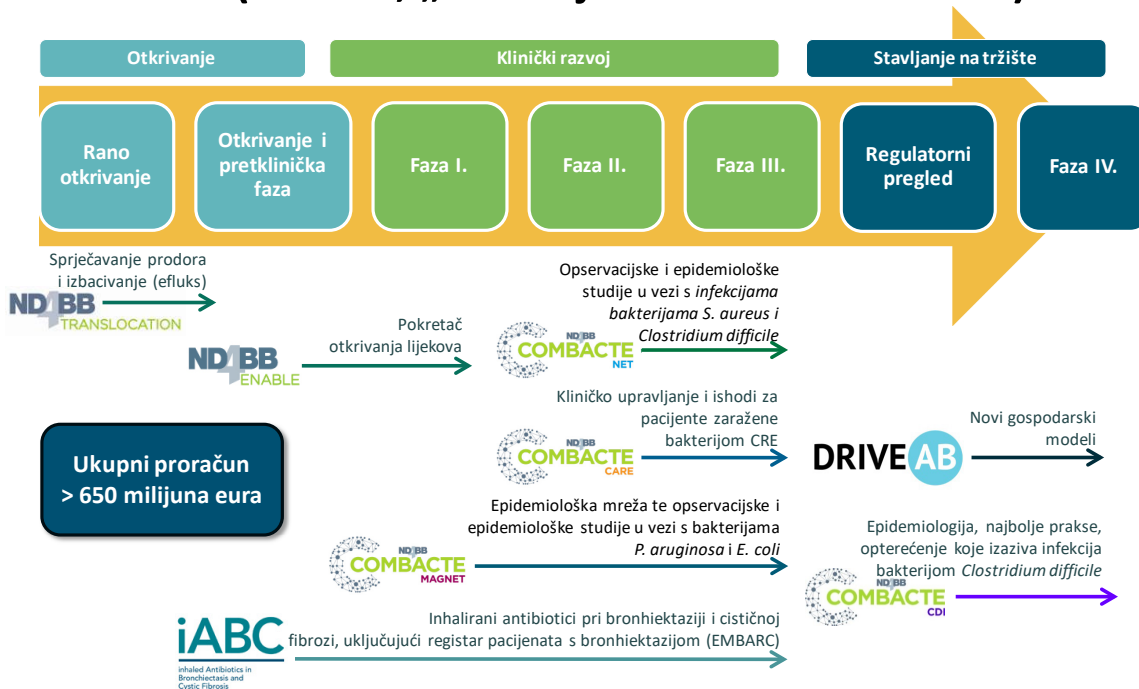 Otkrivanje
Klinički razvoj
Stavljanje na tržište
Rano
otkrivanje
Otkrivanje i
pretklinička
faza
Faza I.
Faza II.
Faza III.
Regulatorni
pregled
Faza IV.
Sprječavanje prodora
i izbacivanje (efluks)
ND4BB
TRANSLOCATION
Pokretač
otkrivanja lijekova
ND4BB
ENABLE
Opservacijske i epidemiološke
studije u vezi s infekcijama
bakterijama S. aureus i
Clostridium difficile
ND4BB
COMBACTE
NET
Kliničko upravljanje i ishodi za
pacijente zaražene
bakterijom CRE
ND4BB
COMBACTE
CARE
DRIVE AB
Novi gospodarski
modeli
Ukupni proračun
> 650 milijuna eura
Epidemiološka mreža te opservacijske i
epidemiološke studije u vezi s bakterijama
P. aruginosa i E. coli
ND4BB
COMBACTE
MAGNET
Epidemiologija, najbolje prakse,
opterećenje koje izaziva infekcija
bakterijom Clostridium difficile
ND4BB
COMBACTE
CDI
iABC
inhaled Antibiotics in
Bronchiectasis and
Cystic Fibrosis
Inhalirani antibiotici pri bronhiektaziji i cističnoj
fibrozi, uključujući registar pacijenata s bronhiektazijom (EMBARC)